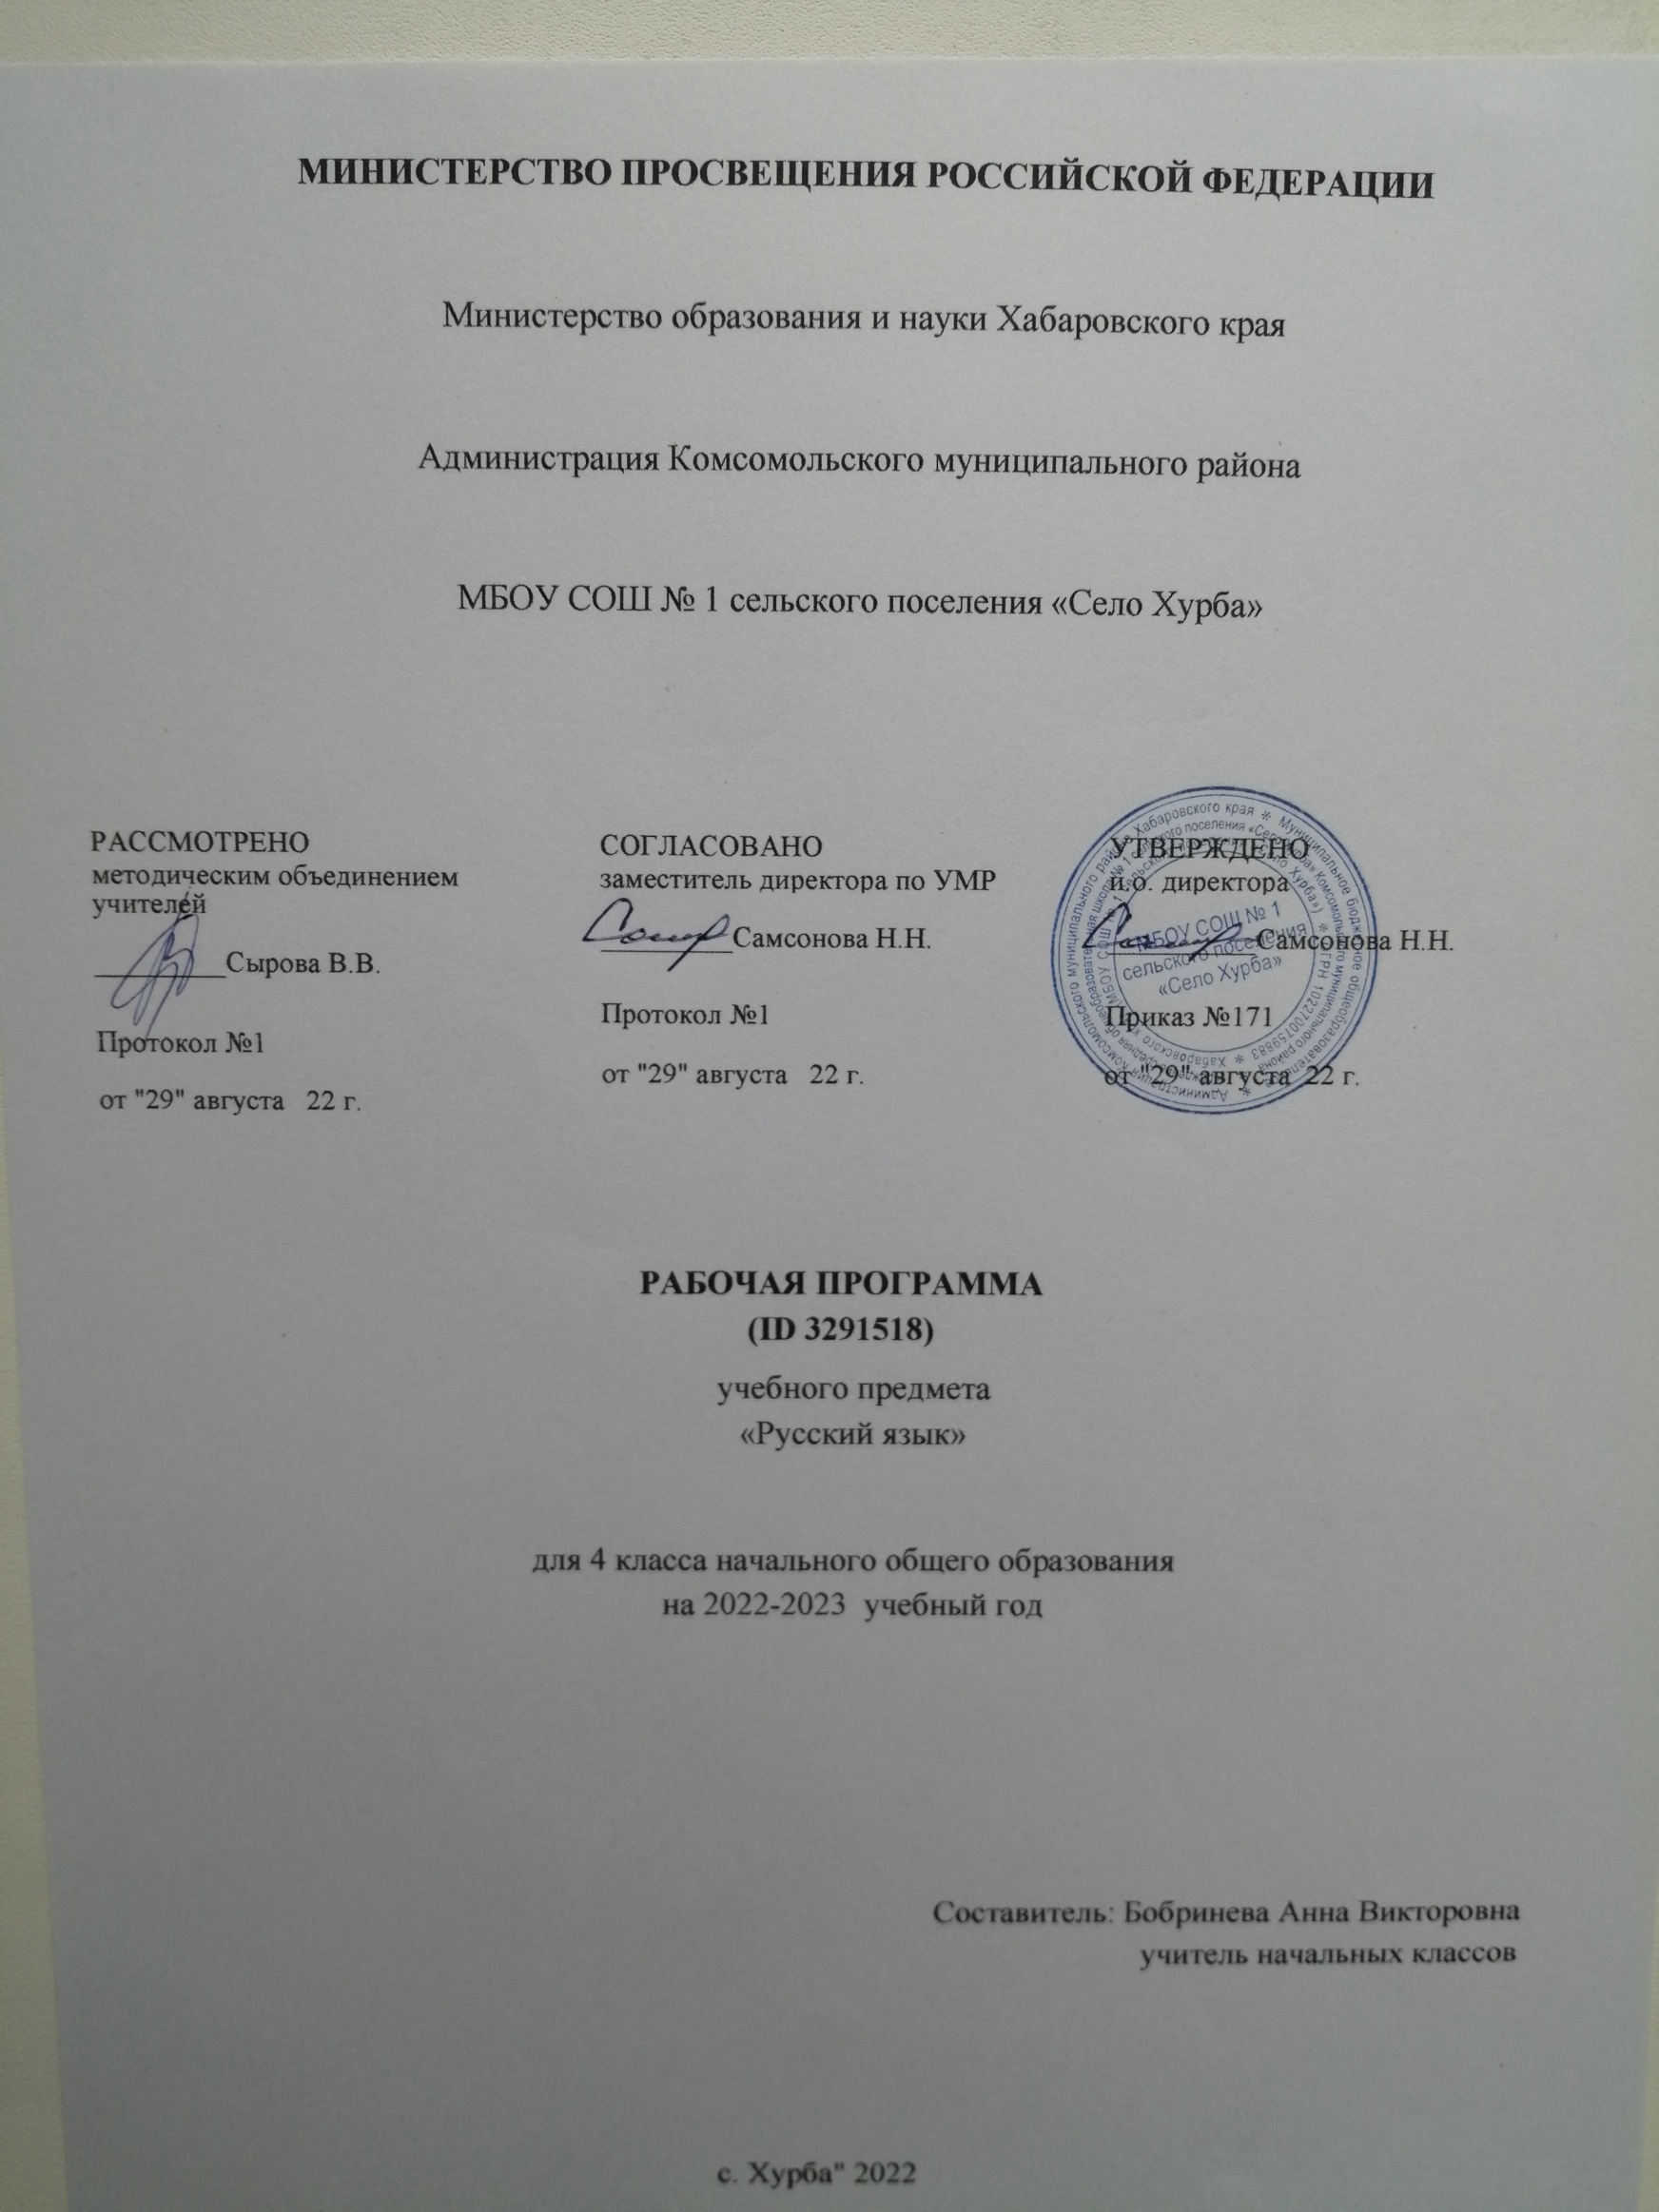 МИНИСТЕРСТВО ПРОСВЕЩЕНИЯ РОССИЙСКОЙ ФЕДЕРАЦИИ
Министерство образования и науки Хабаровского края
Администрация Комсомольского муниципального района
МБОУ СОШ № 1 сельского поселения «Село Хурба»
РАССМОТРЕНО
методическим объединением
учителей
Сырова В.В.
Протокол №1
от "29" августа 22 г.
СОГЛАСОВАНО
заместитель директора по УМР
Самсонова Н.Н.
Протокол №1
от "29" августа 22 г.
УТВЕРЖДЕНО
и.о. директора
Самсонова Н.Н.
Приказ №171
от "29" августа 22 г.
МБОУ СОШ № 1
сельского поселения
«Село Хурба»
РАБОЧАЯ ПРОГРАММА
(ID 3291518)
учебного предмета
«Русский язык»
для 4 класса начального общего образования
на 2022-2023 учебный год
Составитель: Бобринева Анна Викторовна
учитель начальных классов
с. Хурба" 2022